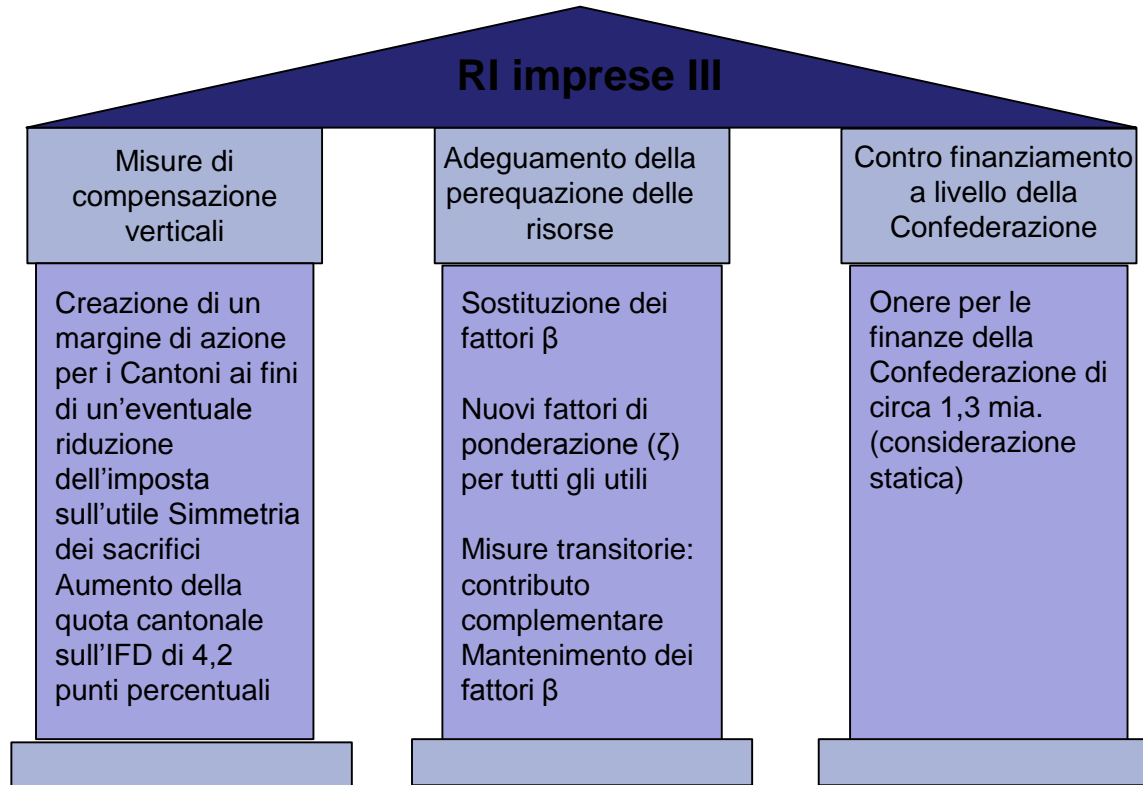 RI imprese III
Misure di
compensazione
verticali
Creazione di un
margine di azione
per i Cantoni ai fini
di un’eventuale
riduzione
dell’imposta
sull’utile Simmetria
dei sacrifici
Aumento della
quota cantonale
sull’IFD di 4,2
punti percentuali
Adeguamento della
perequazione delle
risorse
Sostituzione dei
fattori β
Nuovi fattori di
ponderazione (ζ)
per tutti gli utili
Misure transitorie:
contributo
complementare
Mantenimento dei
fattori β
Contro finanziamento
a livello della
Confederazione
Onere per le
finanze della
Confederazione di
circa 1,3 mia.
(considerazione
statica)